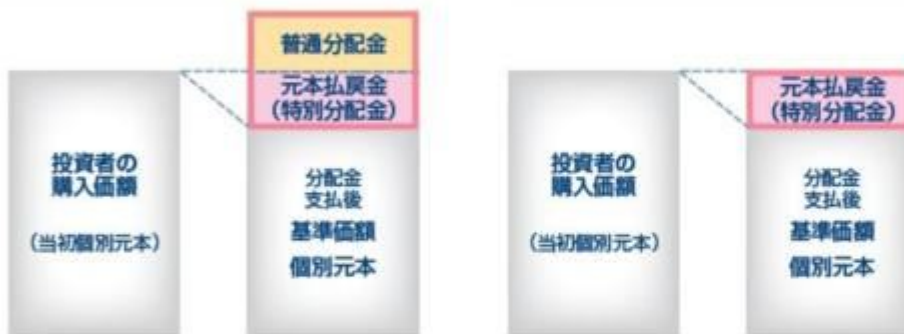 普通分配金
元本払戻金
（特別分配金）
投資者の
購入価額
（当初個別元本）
分配金
支払後
基準価額
個別元本
元本払戻金
（特別分配金）
投資者の
購入価額
（当初個別元本）
分配金
支払後
基準価額
個別元本